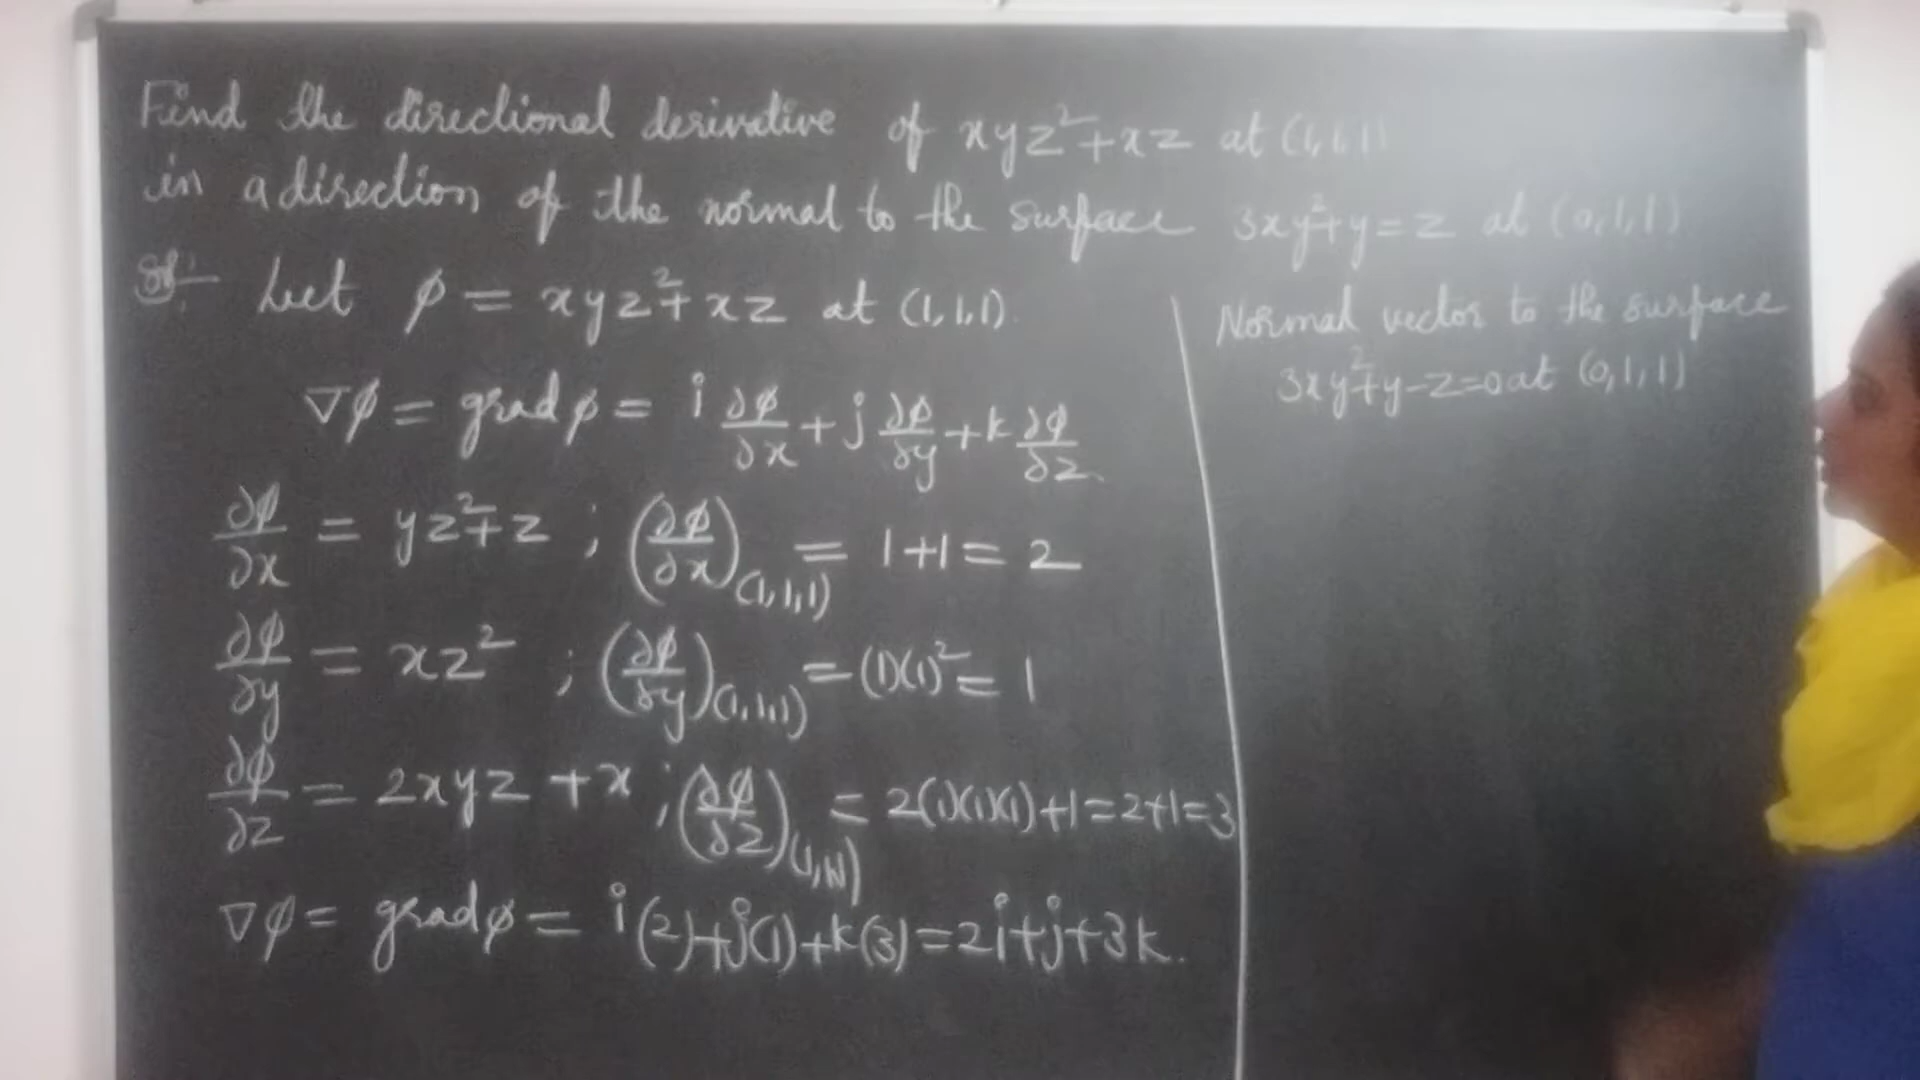 Find the directional derivative of xyz²+xz at (1,1,1)
in a direction of the normal to the surface 3xy²+y=z at (0,1,1)
Sol:- Let φ = xyz²+xz at (1,1,1).
∇φ = grad φ = i ∂φ/∂x + j ∂φ/∂y + k ∂φ/∂z.
∂φ/∂x = yz²+z ; (∂φ/∂x)(1,1,1) = 1+1 = 2
∂φ/∂y = xz² ; (∂φ/∂y)(1,1,1) = (1)(1)² = 1
∂φ/∂z = 2xyz + x ; (∂φ/∂z)(1,1,1) = 2(1)(1)(1)+1=2+1=3
∇φ = grad φ = i(2)+j(1)+k(3)=2i+j+3k.
Normal vector to the surface
3xy²+y-z=0 at (0,1,1)